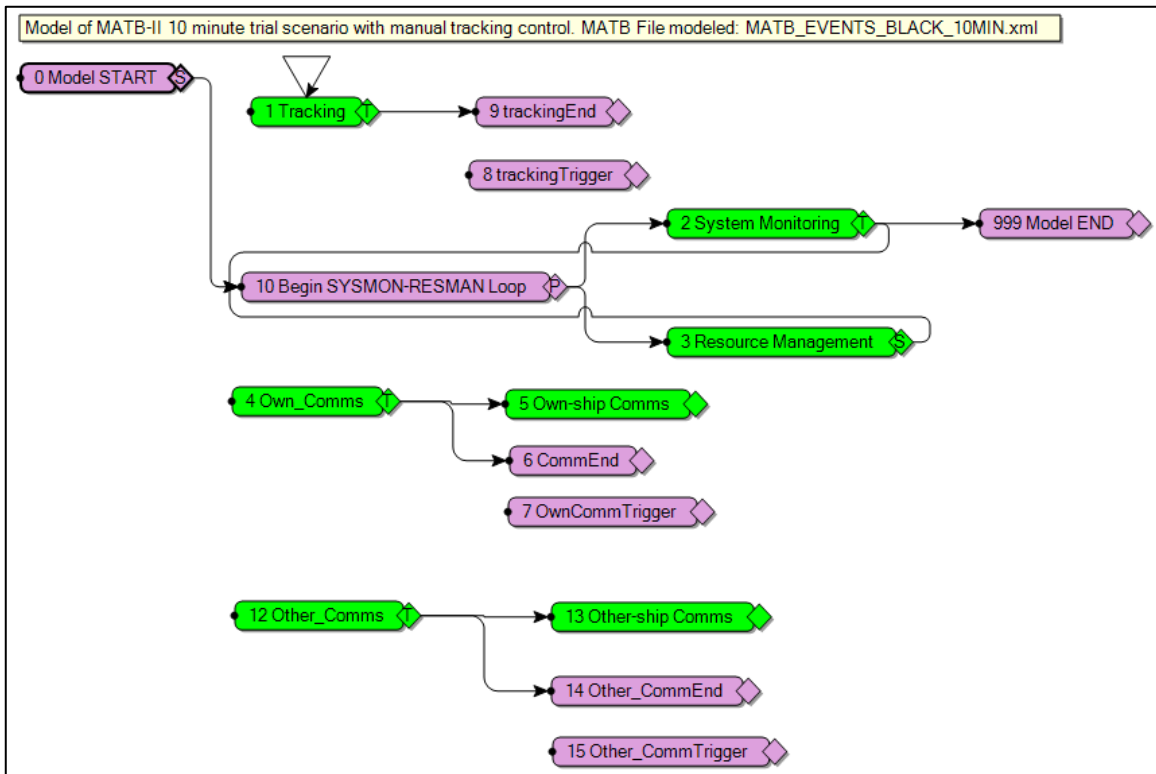 Model of MATB-II 10 minute trial scenario with manual tracking control. MATB File modeled: MATB_EVENTS_BLACK_10MIN.xml
0 Model START S
1 Tracking T
9 trackingEnd
8 trackingTrigger
2 System Monitoring T
999 Model END
10 Begin SYSMON-RESMAN Loop P
3 Resource Management S
4 Own_Comms T
5 Own-ship Comms
6 CommEnd
7 OwnCommTrigger
12 Other_Comms T
13 Other-ship Comms
14 Other_CommEnd
15 Other_CommTrigger